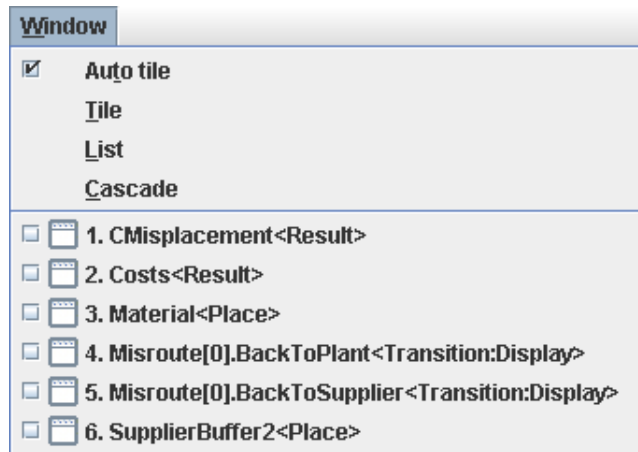 Window
Auto tile
Tile
List
Cascade
1. CMisplacement<Result>
2. Costs<Result>
3. Material<Place>
4. Misroute[0].BackToPlant<Transition:Display>
5. Misroute[0].BackToSupplier<Transition:Display>
6. SupplierBuffer2<Place>